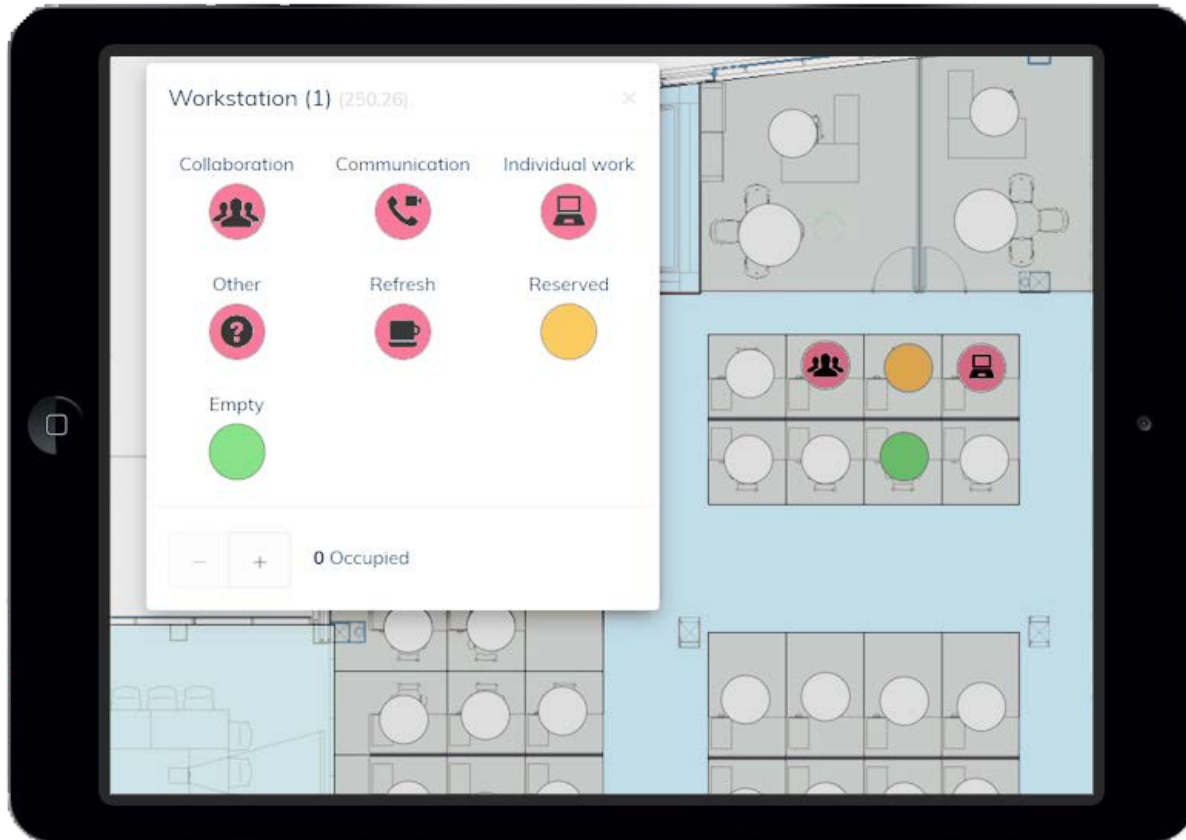 Workstation (1) (250.26)
×
Collaboration Communication Individual work
Other Refresh Reserved
Empty
− + 0 Occupied